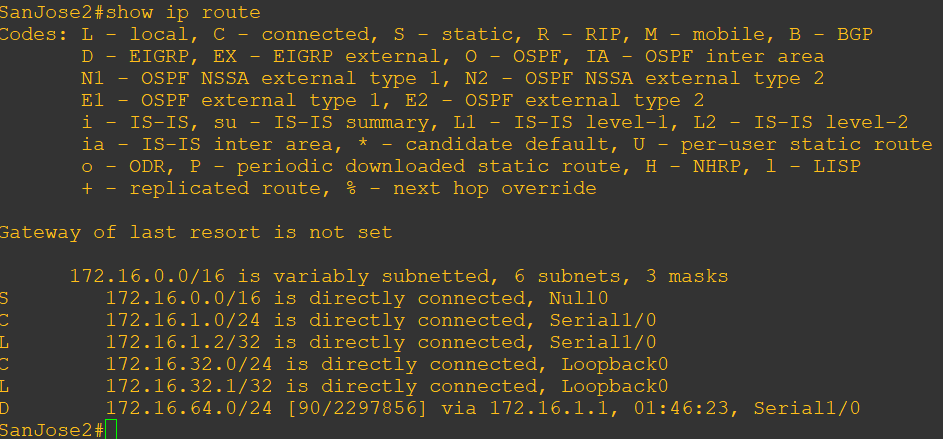 SanJose2#show ip route
Codes: L - local, C - connected, S - static, R - RIP, M - mobile, B - BGP
       D - EIGRP, EX - EIGRP external, O - OSPF, IA - OSPF inter area
       N1 - OSPF NSSA external type 1, N2 - OSPF NSSA external type 2
       E1 - OSPF external type 1, E2 - OSPF external type 2
       i - IS-IS, su - IS-IS summary, L1 - IS-IS level-1, L2 - IS-IS level-2
       ia - IS-IS inter area, * - candidate default, U - per-user static route
       o - ODR, P - periodic downloaded static route, H - NHRP, l - LISP
       + - replicated route, % - next hop override
Gateway of last resort is not set
      172.16.0.0/16 is variably subnetted, 6 subnets, 3 masks
S        172.16.0.0/16 is directly connected, Null0
C        172.16.1.0/24 is directly connected, Serial1/0
L        172.16.1.2/32 is directly connected, Serial1/0
C        172.16.32.0/24 is directly connected, Loopback0
L        172.16.32.1/32 is directly connected, Loopback0
D        172.16.64.0/24 [90/2297856] via 172.16.1.1, 01:46:23, Serial1/0
SanJose2#